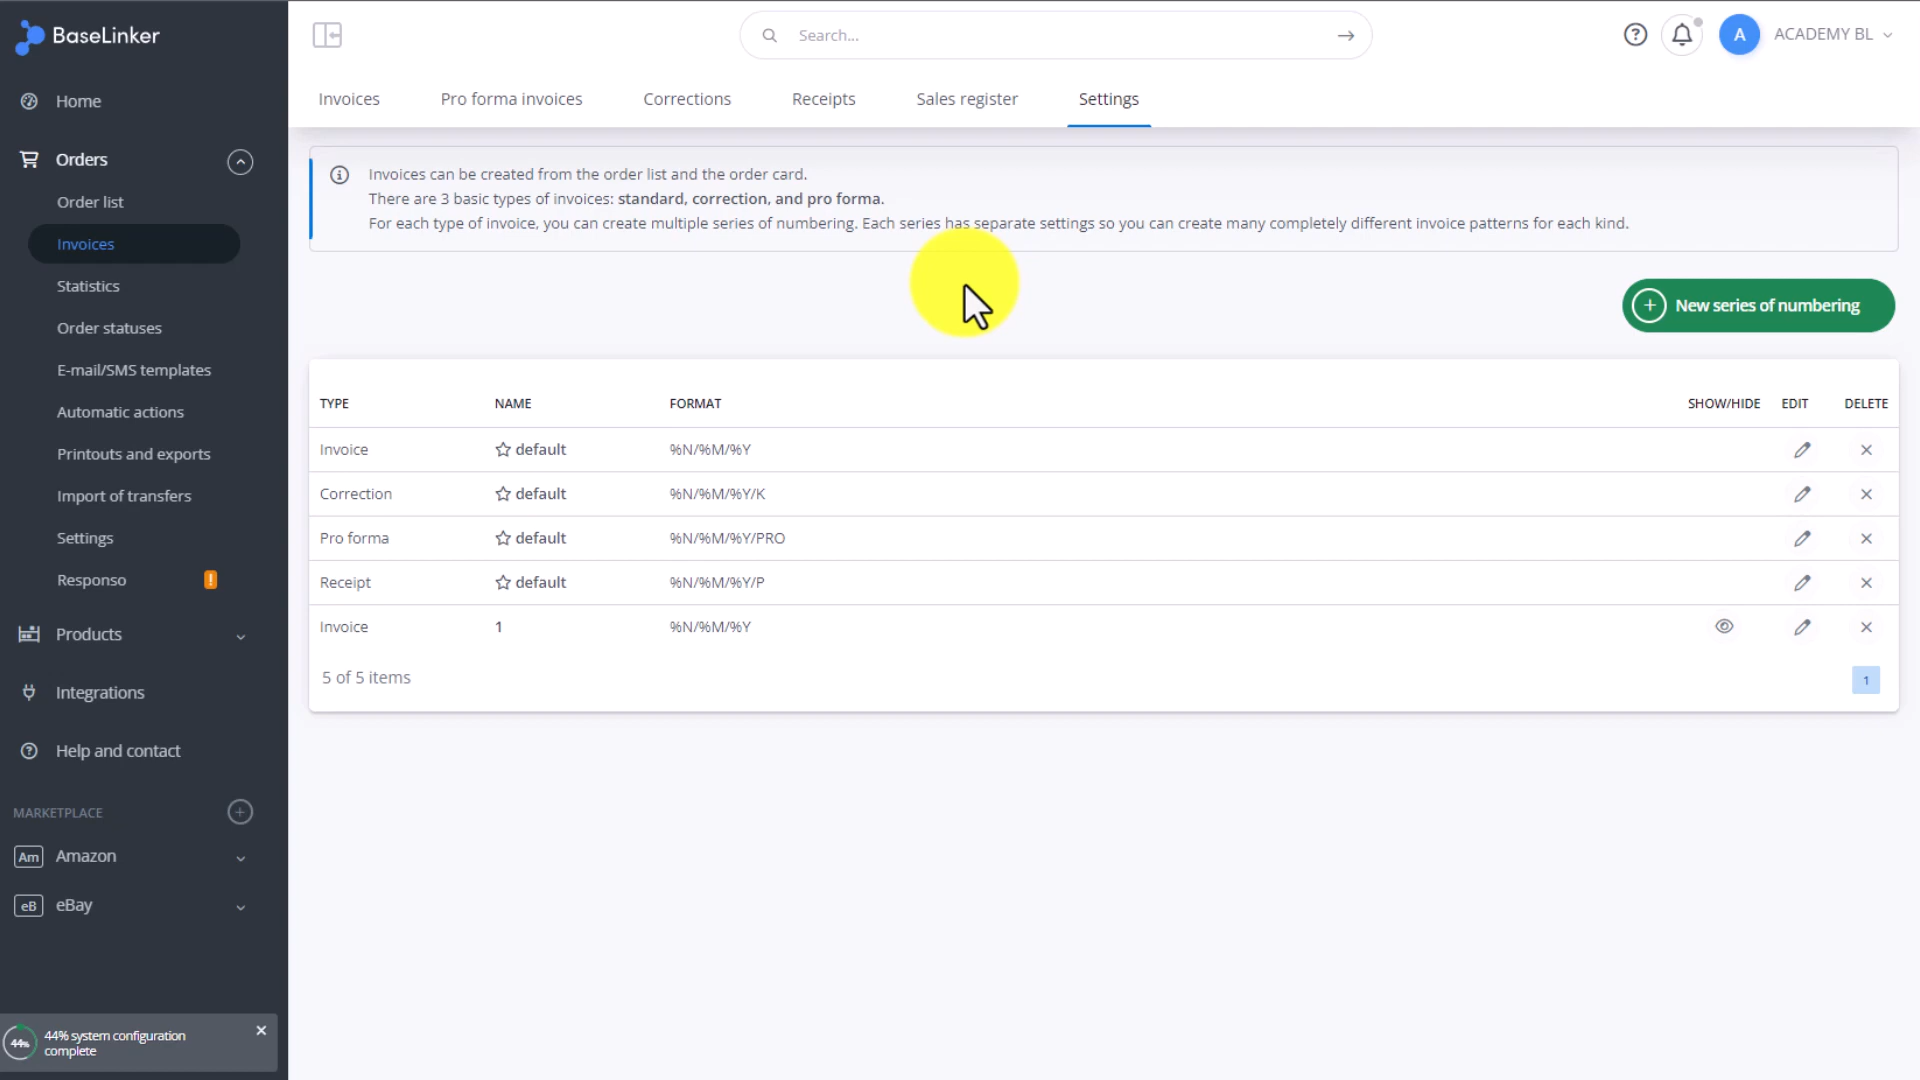 BaseLinker
Search...
A
ACADEMY BL
Home
Orders
Order list
Invoices
Statistics
Order statuses
E-mail/SMS templates
Automatic actions
Printouts and exports
Import of transfers
Settings
Responso !
Products
Integrations
Help and contact
MARKETPLACE
Am Amazon
eB eBay
44% 44% system configuration
complete
Invoices Pro forma invoices Corrections Receipts Sales register Settings
Invoices can be created from the order list and the order card.
There are 3 basic types of invoices: standard, correction, and pro forma.
For each type of invoice, you can create multiple series of numbering. Each series has separate settings so you can create many completely different invoice patterns for each kind.
New series of numbering
TYPE NAME FORMAT SHOW/HIDE EDIT DELETE
Invoice default %N/%M/%Y
Correction default %N/%M/%Y/K
Pro forma default %N/%M/%Y/PRO
Receipt default %N/%M/%Y/P
Invoice 1 %N/%M/%Y
5 of 5 items 1